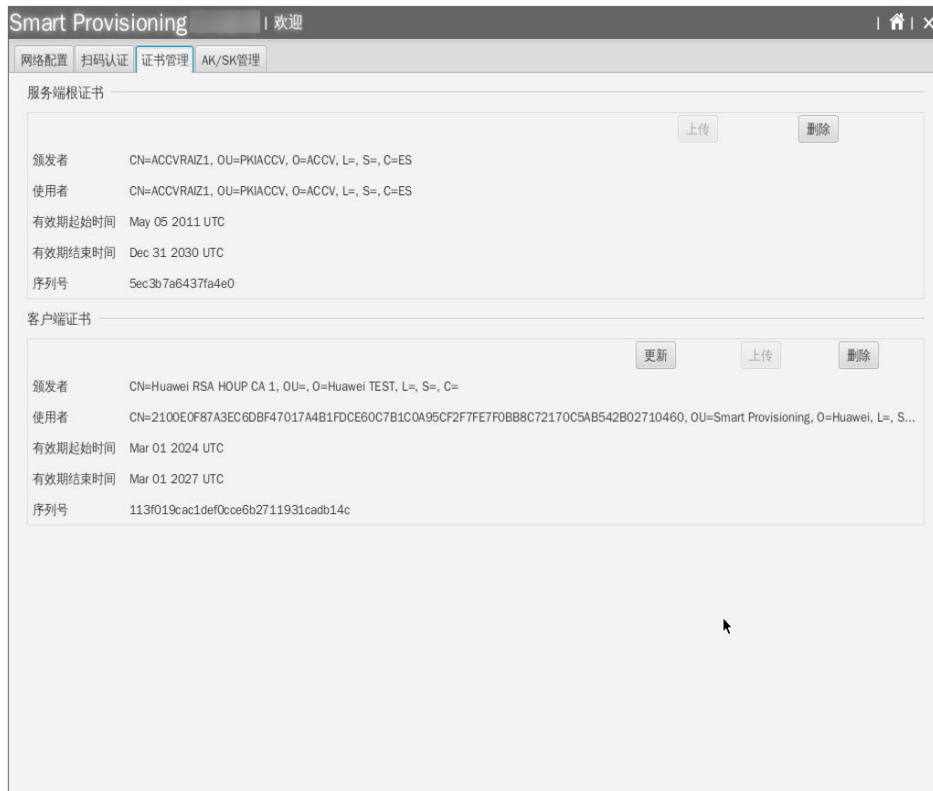 Smart Provisioning | 欢迎
网络配置 扫码认证 证书管理 AK/SK管理
服务端根证书
上传 删除
颁发者 CN=ACCVRAIZ1, OU=PKIACCV, O=ACCV, L=, S=, C=ES
使用者 CN=ACCVRAIZ1, OU=PKIACCV, O=ACCV, L=, S=, C=ES
有效期起始时间 May 05 2011 UTC
有效期结束时间 Dec 31 2030 UTC
序列号 5ec3b7a6437fa4e0
客户端证书
更新 上传 删除
颁发者 CN=Huawei RSA HOUP CA 1, OU=, O=Huawei TEST, L=, S=, C=
使用者 CN=2100E0F87A3EC6DBF47017A4B1FDCE60C7B1C0A95CF2F7FE7F0BB8C72170C5AB542B02710460, OU=Smart Provisioning, O=Huawei, L=, S...
有效期起始时间 Mar 01 2024 UTC
有效期结束时间 Mar 01 2027 UTC
序列号 113f019cac1def0cce6b2711931cadb14c